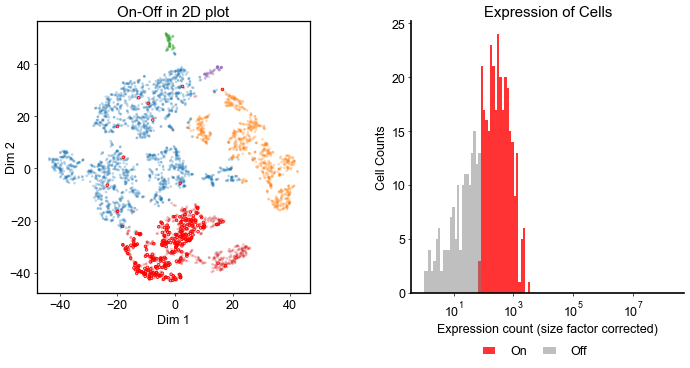 On-Off in 2D plot
Dim 2
40
20
0
−20
−40
−40 −20 0 20 40
Dim 1
Expression of Cells
Cell Counts
25
20
15
10
5
0
10^1 10^3 10^5 10^7
Expression count (size factor corrected)
On Off